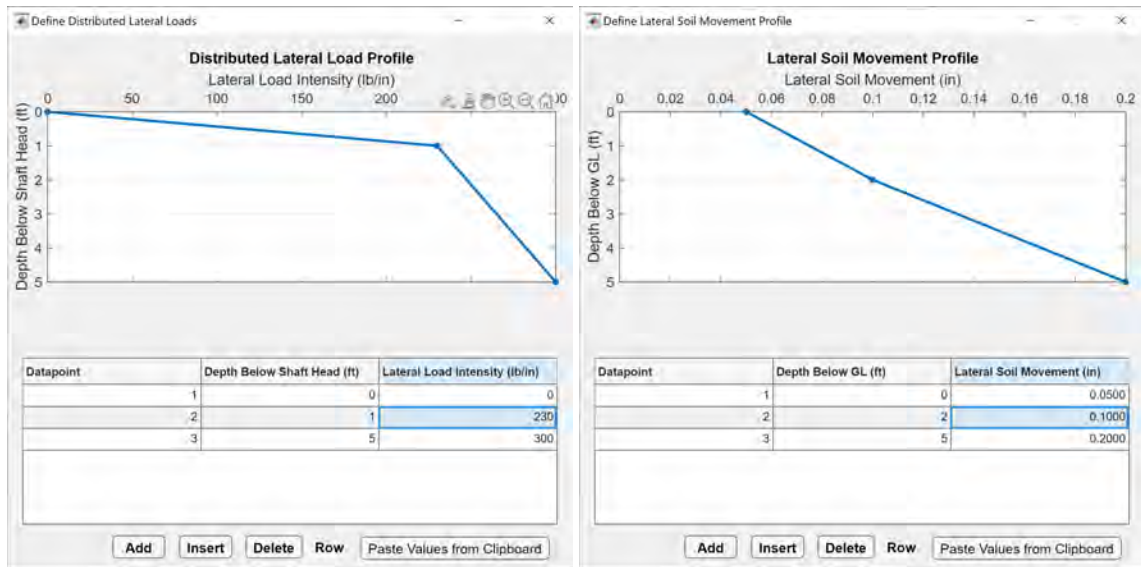 Define Distributed Lateral Loads
Distributed Lateral Load Profile
Lateral Load Intensity (lb/in)
0 50 100 150 200
Depth Below Shaft Head (ft)
0
1
2
3
4
5
Datapoint Depth Below Shaft Head (ft) Lateral Load Intensity (lb/in)
1 0 0
2 1 230
3 5 300
Add Insert Delete Row Paste Values from Clipboard
Define Lateral Soil Movement Profile
Lateral Soil Movement Profile
Lateral Soil Movement (in)
0 0.02 0.04 0.06 0.08 0.1 0.12 0.14 0.16 0.18 0.2
Depth Below GL (ft)
0
1
2
3
4
5
Datapoint Depth Below GL (ft) Lateral Soil Movement (in)
1 0 0.0500
2 2 0.1000
3 5 0.2000
Add Insert Delete Row Paste Values from Clipboard